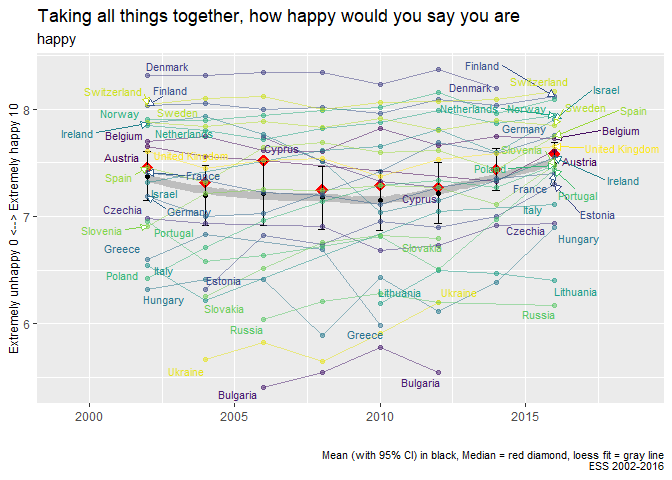 Taking all things together, how happy would you say you are
happy
Extremely unhappy 0 <--> Extremely happy 10
8
7
6
Denmark
Finland
Switzerland
Finland
Denmark
Switzerland
Israel
Norway
Sweden
Netherlands
Norway
Sweden
Spain
Ireland
Belgium
Netherlands
Germany
Belgium
Austria
United Kingdom
Cyprus
Slovenia
United Kingdom
Spain
France
Poland
Austria
Israel
Ireland
France
Portugal
Czechia
Germany
Cyprus
Italy
Estonia
Slovenia
Portugal
Czechia
Greece
Slovakia
Hungary
Poland
Italy
Estonia
Hungary
Lithuania
Ukraine
Lithuania
Slovakia
Russia
Greece
Russia
Ukraine
Bulgaria
Bulgaria
2000
2005
2010
2015
Mean (with 95% CI) in black, Median = red diamond, loess fit = gray line
ESS 2002-2016